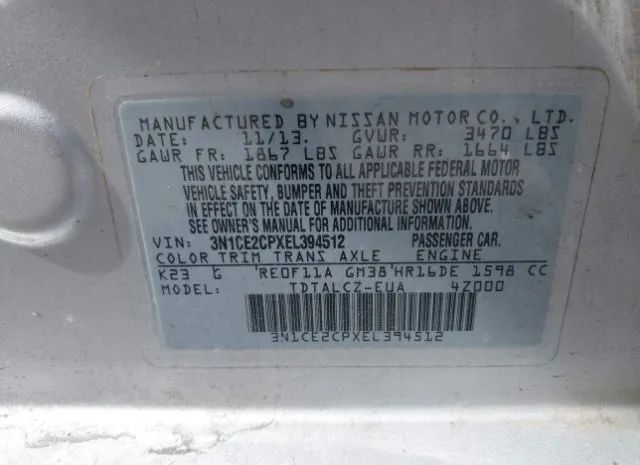 MANUFACTURED BY NISSAN MOTOR CO., LTD.
DATE: 11/13. GVWR: 3470 LBS
GAWR FR: 1867 LBS GAWR RR: 1664 LBS
THIS VEHICLE CONFORMS TO ALL APPLICABLE FEDERAL MOTOR
VEHICLE SAFETY, BUMPER AND THEFT PREVENTION STANDARDS
IN EFFECT ON THE DATE OF MANUFACTURE SHOWN ABOVE.
SEE OWNER'S MANUAL FOR ADDITIONAL INFORMATION.
VIN: 3N1CE2CPXEL394512 PASSENGER CAR.
COLOR TRIM TRANS AXLE ENGINE
K23 G RE0F11A GM38 HR16DE 1598 CC
MODEL: TDTALCZ-EUA 4Z000
3N1CE2CPXEL394512